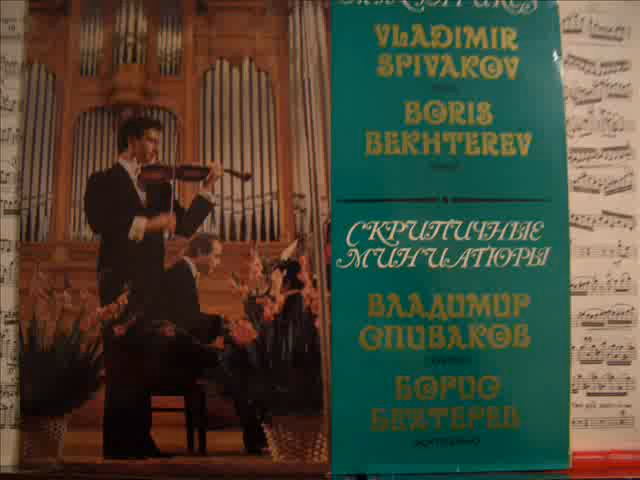 VLADIMIR
SPIVAKOV
BORIS
BEKHTEREV
СКРИПИЧНЫЕ
МИНИАТЮРЫ
ВЛАДИМИР
СПИВАКОВ
БОРИС
БЕХТЕРЕВ